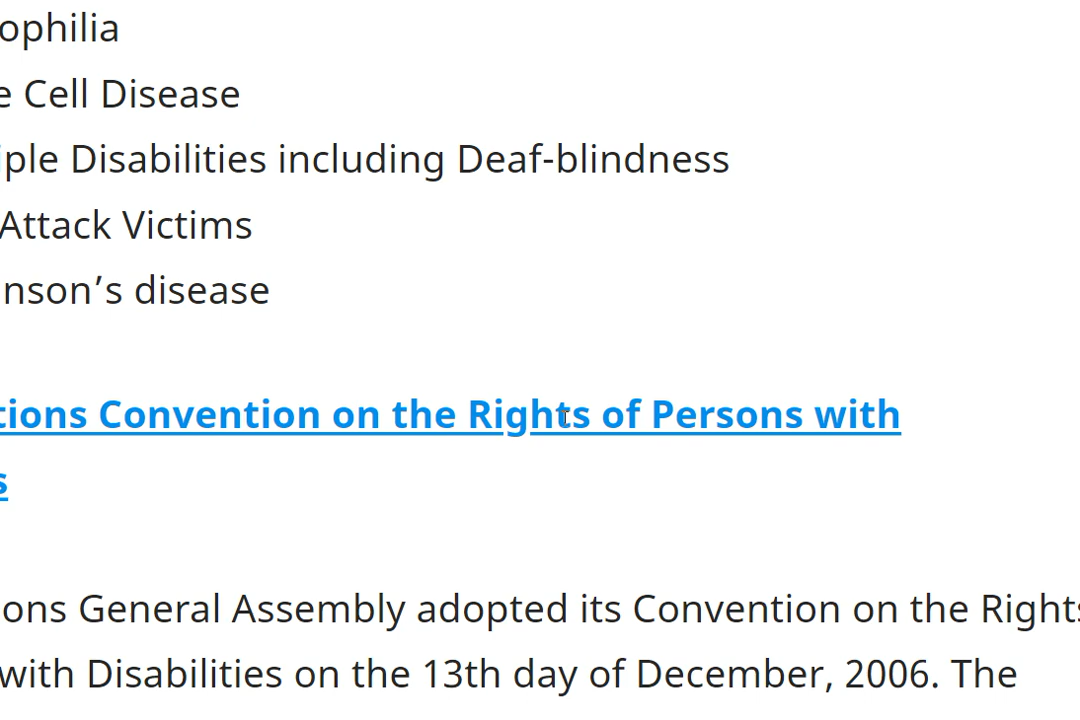 ophilia
e Cell Disease
iple Disabilities including Deaf-blindness
Attack Victims
nson’s disease
tions Convention on the Rights of Persons with
s
ons General Assembly adopted its Convention on the Rights
with Disabilities on the 13th day of December, 2006. The